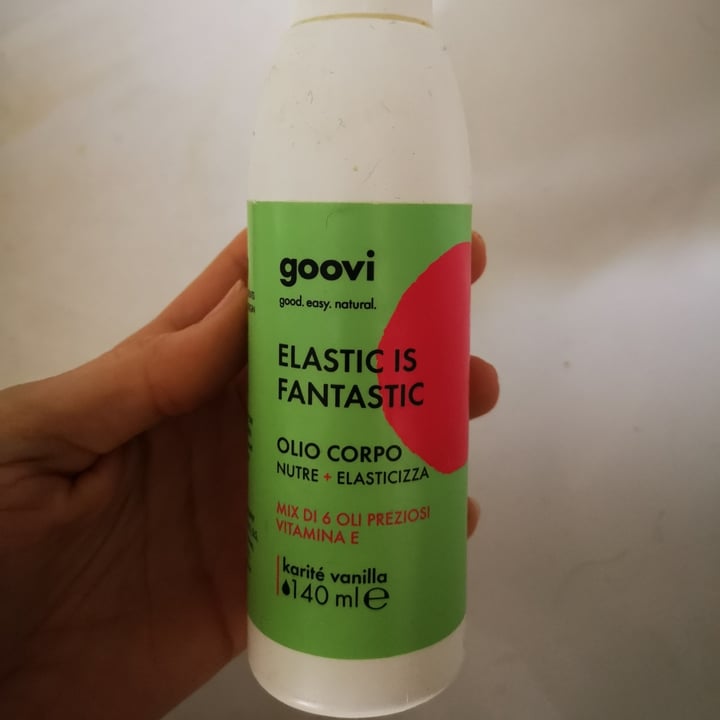 goovi
good. easy. natural.
ELASTIC IS
FANTASTIC
OLIO CORPO
NUTRE + ELASTICIZZA
MIX DI 6 OLI PREZIOSI
VITAMINA E
karité vanilla
140 ml e